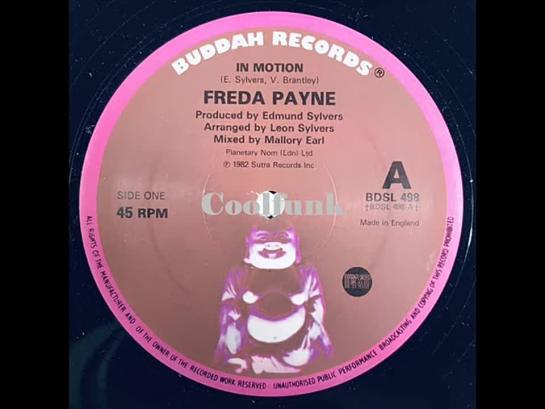 BUDDAH RECORDS®
IN MOTION
(E. Sylvers, V. Brantley)
FREDA PAYNE
Produced by Edmund Sylvers
Arranged by Leon Sylvers
Mixed by Mallory Earl
Planetary Nom (Ldn) Ltd
℗ 1982 Sutra Records Inc
A
SIDE ONE
BDSL 498
†BDSL 498-A†
45 RPM
Coolfunk
Made in England
ALL RIGHTS OF THE MANUFACTURER AND OF THE OWNER OF THE RECORDED WORK RESERVED · UNAUTHORISED PUBLIC PERFORMANCE BROADCASTING AND COPYING OF THIS RECORD PROHIBITED